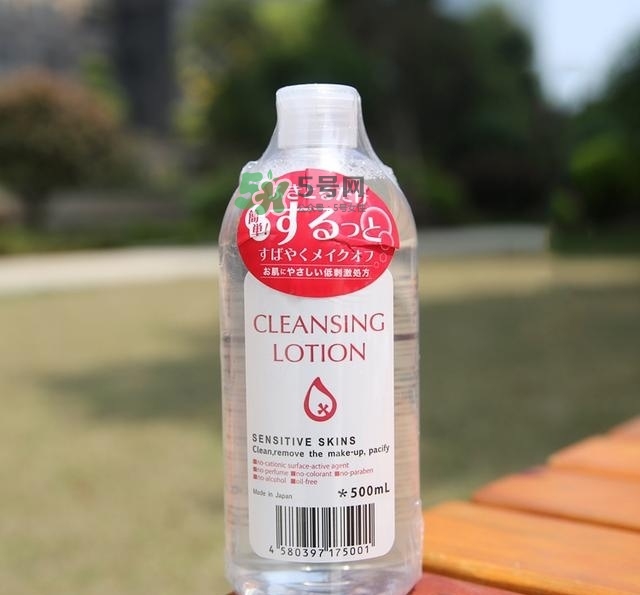 5号网
簡単!
するっと
すばやくメイクオフ
お肌にやさしい低刺激処方
CLEANSING
LOTION
SENSITIVE SKINS
Clean,remove the make-up, pacify
■no-cationic surface-active agent
■no-perfume ■no-colorant ■no-paraben
■no-alcohol ■oil-free
Made in Japan
*500mL
4 580397 175001